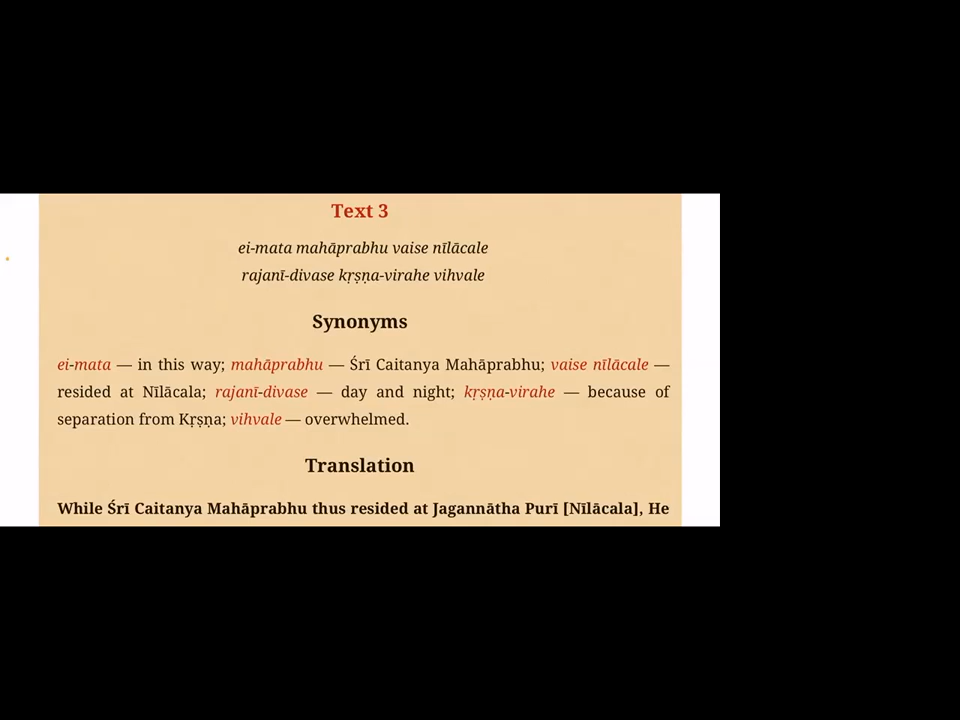 Text 3
ei-mata mahāprabhu vaise nīlācale
rajanī-divase kṛṣṇa-virahe vihvale
Synonyms
ei-mata — in this way; mahāprabhu — Śrī Caitanya Mahāprabhu; vaise nīlācale —
resided at Nīlācala; rajanī-divase — day and night; kṛṣṇa-virahe — because of
separation from Kṛṣṇa; vihvale — overwhelmed.
Translation
While Śrī Caitanya Mahāprabhu thus resided at Jagannātha Purī [Nīlācala], He